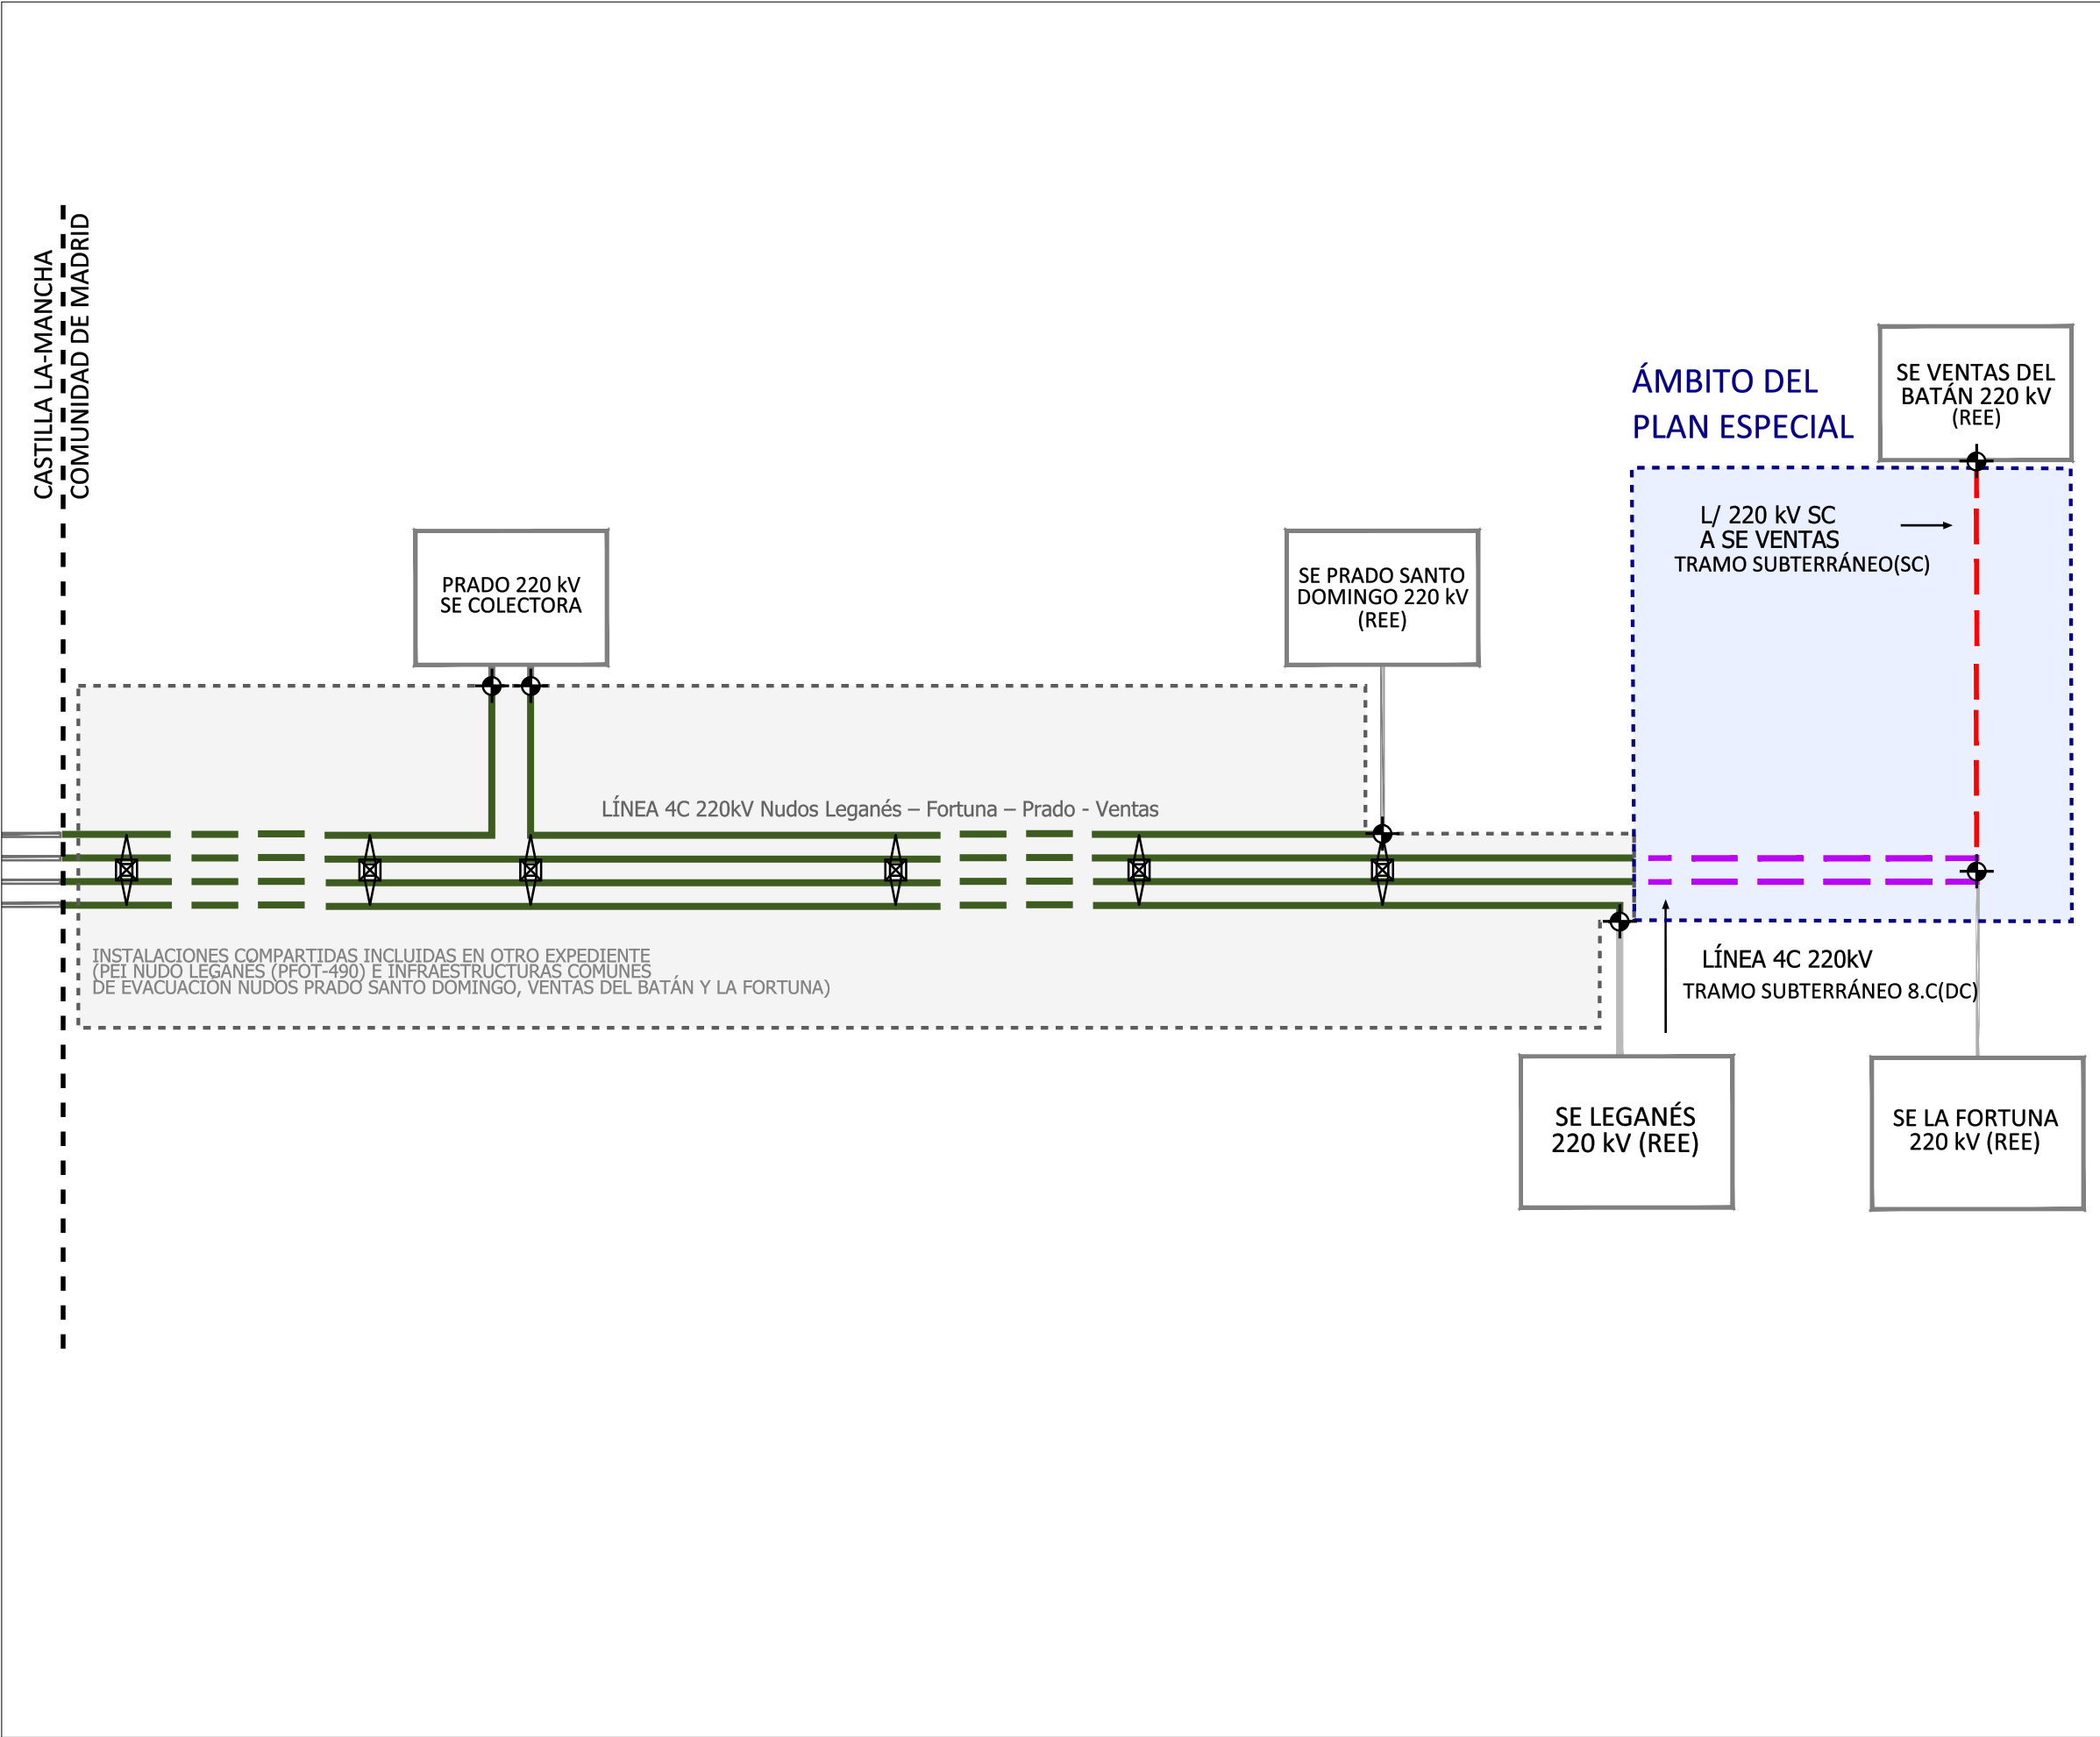 CASTILLA LA-MANCHA
COMUNIDAD DE MADRID
PRADO 220 kV
SE COLECTORA
SE PRADO SANTO
DOMINGO 220 kV
(REE)
ÁMBITO DEL
PLAN ESPECIAL
SE VENTAS DEL
BATÁN 220 kV
(REE)
L/ 220 kV SC
A SE VENTAS
TRAMO SUBTERRÁNEO(SC)
LÍNEA 4C 220kV Nudos Leganés – Fortuna – Prado - Ventas
INSTALACIONES COMPARTIDAS INCLUIDAS EN OTRO EXPEDIENTE
(PEI NUDO LEGANÉS (PFOT-490) E INFRAESTRUCTURAS COMUNES
DE EVACUACIÓN NUDOS PRADO SANTO DOMINGO, VENTAS DEL BATÁN Y LA FORTUNA)
LÍNEA 4C 220kV
TRAMO SUBTERRÁNEO 8.C(DC)
SE LEGANÉS
220 kV (REE)
SE LA FORTUNA
220 kV (REE)